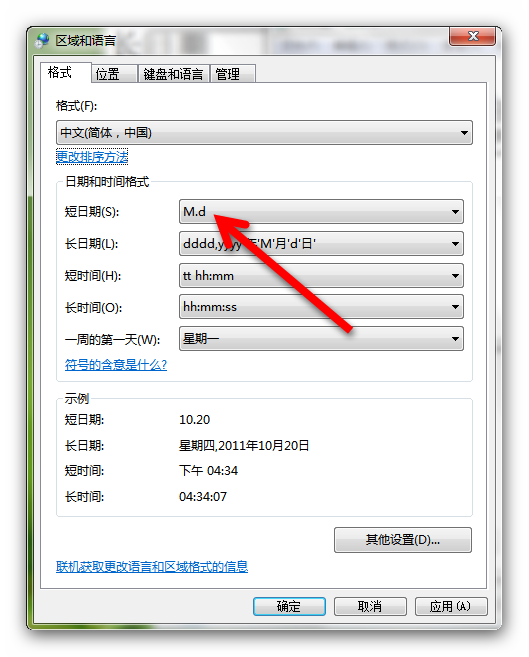 区域和语言
格式 位置 键盘和语言 管理
格式(F):
中文(简体，中国)
更改排序方法
日期和时间格式
短日期(S): M.d
长日期(L): dddd,yyyy'年'M'月'd'日'
短时间(H): tt hh:mm
长时间(O): hh:mm:ss
一周的第一天(W): 星期一
符号的含意是什么?
示例
短日期: 10.20
长日期: 星期四,2011年10月20日
短时间: 下午 04:34
长时间: 04:34:07
其他设置(D)...
联机获取更改语言和区域格式的信息
确定 取消 应用(A)